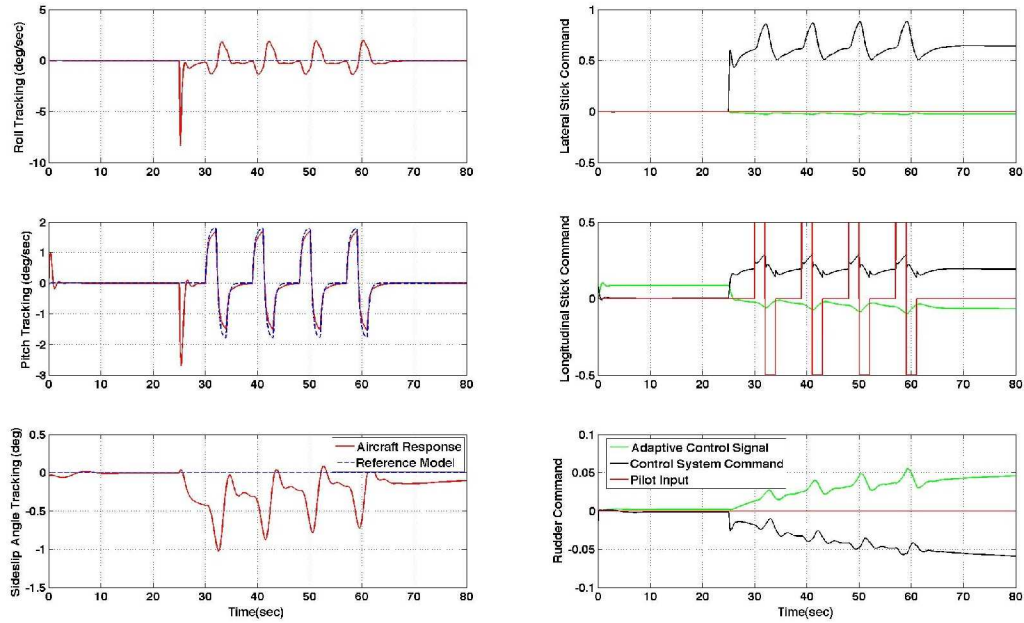 Roll Tracking (deg/sec)
5
0
-5
-10
0 10 20 30 40 50 60 70 80
Lateral Stick Command
1
0.5
0
-0.5
0 10 20 30 40 50 60 70 80
Pitch Tracking (deg/sec)
2
1
0
-1
-2
-3
0 10 20 30 40 50 60 70 80
Longitudinal Stick Command
0.5
0
-0.5
0 10 20 30 40 50 60 70 80
Sideslip Angle Tracking (deg)
0.5
0
-0.5
-1
-1.5
0 10 20 30 40 50 60 70 80
Time(sec)
Aircraft Response
Reference Model
Rudder Command
0.1
0.05
0
-0.05
-0.1
0 10 20 30 40 50 60 70 80
Time(sec)
Adaptive Control Signal
Control System Command
Pilot Input